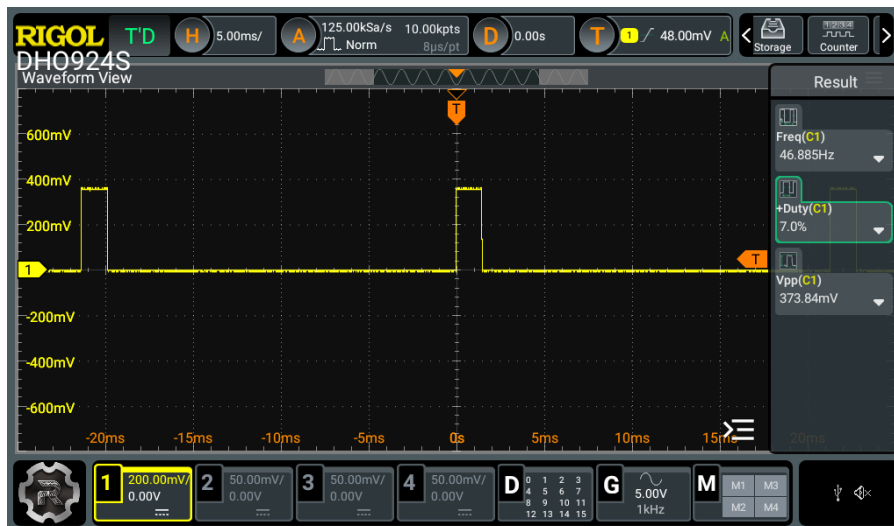 RIGOL T'D H 5.00ms/ A 125.00kSa/s 10.00kpts D 0.00s T 1 48.00mV A < Storage Counter >
Norm 8µs/pt
DHO924S
Waveform View
Result
T
600mV
Freq(C1)
46.885Hz
400mV
+Duty(C1)
200mV
7.0%
1
T
Vpp(C1)
373.84mV
-200mV
-400mV
-600mV
-20ms -15ms -10ms -5ms 0s 5ms 10ms 15ms 20ms
1 200.00mV/ 2 50.00mV/ 3 50.00mV/ 4 50.00mV/ D 0 1 2 3 G 5.00V M M1 M3
0.00V 0.00V 0.00V 0.00V 4 5 6 7 1kHz M2 M4
8 9 10 11
12 13 14 15
R